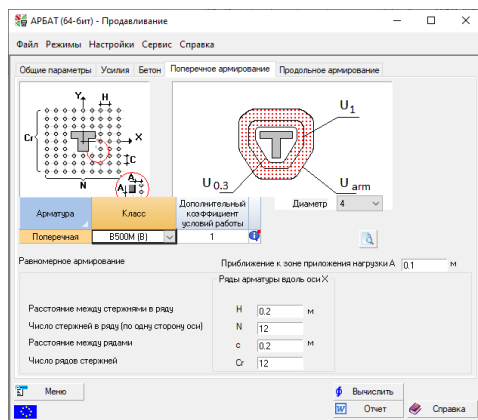 АРБАТ (64-бит) - Продавливание
Файл Режимы Настройки Сервис Справка
Общие параметры Усилия Бетон Поперечное армирование Продольное армирование
Y H
Cr X
C
N A
A
U1
U0.3 U arm
Арматура Класс Дополнительный коэффициент условий работы
Диаметр 4
Поперечная B500M (B) 1
Равномерное армирование
Приближение к зоне приложения нагрузки A 0.1 м
Ряды арматуры вдоль оси X
Расстояние между стержнями в ряду H 0.2 м
Число стержней в ряду (по одну сторону оси) N 12
Расстояние между рядами c 0.2 м
Число рядов стержней Cr 12
Меню Вычислить
Отчет Справка